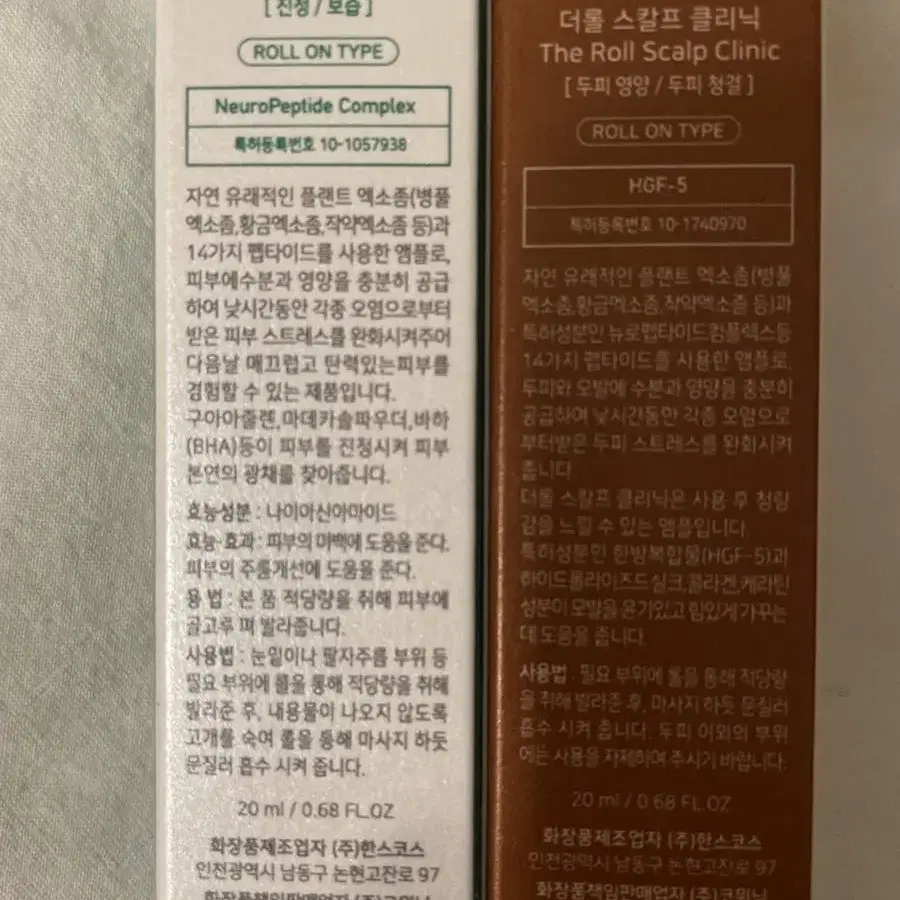 [ 진정 / 보습 ]
ROLL ON TYPE
NeuroPeptide Complex
특허등록번호 10-1057938
자연 유래적인 플랜트 엑소좀(병풀
엑소좀,황금엑소좀,작약엑소좀 등)과
14가지 펩타이드를 사용한 앰플로,
피부에수분과 영양을 충분히 공급
하여 낮시간동안 각종 오염으로부터
받은 피부 스트레스를 완화시켜주어
다음날 매끄럽고 탄력있는피부를
경험할 수 있는 제품입니다.
구아이줄렌,마데카솔파우더,바하
(BHA)등이 피부를 진정시켜 피부
본연의 광채를 찾아줍니다.
효능성분 : 나이아신아마이드
효능·효과 : 피부의 미백에 도움을 준다.
피부의 주름개선에 도움을 준다.
용 법 : 본 품 적당량을 취해 피부에
골고루 펴 발라줍니다.
사용법 : 눈밑이나 팔자주름 부위 등
필요 부위에 롤을 통해 적당량을 취해
발라준 후, 내용물이 나오지 않도록
고개를 숙여 롤을 통해 마사지 하듯
문질러 흡수 시켜 줍니다.
20 ml / 0.68 FL.OZ
화장품제조업자 (주)한스코스
인천광역시 남동구 논현고잔로 97
화장품책임판매업자 (주)코위닉
더롤 스칼프 클리닉
The Roll Scalp Clinic
[ 두피 영양 / 두피 청결 ]
ROLL ON TYPE
HGF-5
특허등록번호 10-1740970
자연 유래적인 플랜트 엑소좀(병풀
엑소좀,황금엑소좀,작약엑소좀 등)과
특허성분인 뉴로펩타이드컴플렉스등
14가지 펩타이드를 사용한 앰플로,
두피와 모발에 수분과 영양을 충분히
공급하여 낮시간동안 각종 오염으로
부터받은 두피 스트레스를 완화시켜
줍니다.
더롤 스칼프 클리닉은 사용 후 청량
감을 느낄 수 있는 앰플입니다.
특허성분인 한방복합물(HGF-5)과
하이드롤라이즈드실크,콜라겐,케라틴
성분이 모발을 윤기있고 힘있게 가꾸는
데 도움을 줍니다.
사용법 : 필요 부위에 롤을 통해 적당량
을 취해 발라준 후, 마사지 하듯 문질러
흡수 시켜 줍니다. 두피 이외의 부위
에는 사용을 자제하여 주시기 바랍니다.
20 ml / 0.68 FL.OZ
화장품제조업자 (주)한스코스
인천광역시 남동구 논현고잔로 97
화장품책임판매업자 (주)코위닉